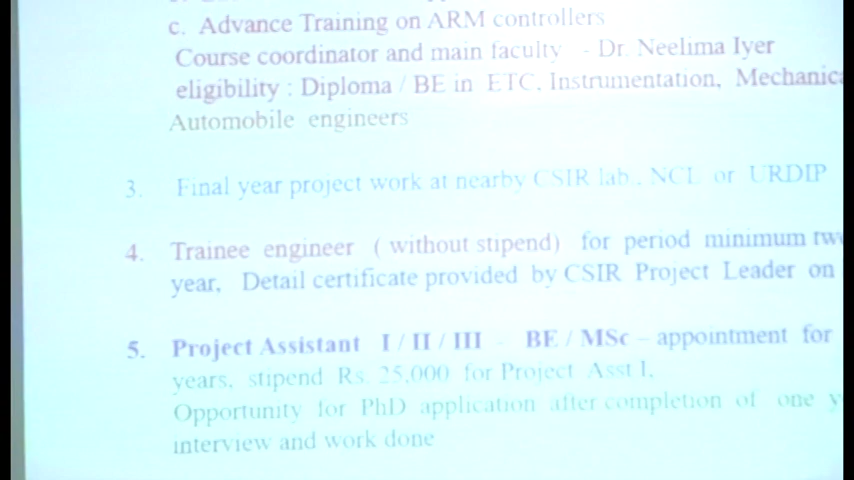 c. Advance Training on ARM controllers
Course coordinator and main faculty - Dr. Neelima Iyer
eligibility : Diploma / BE in ETC, Instrumentation, Mechanica
Automobile engineers
3. Final year project work at nearby CSIR lab., NCL or URDIP
4. Trainee engineer ( without stipend) for period minimum
year, Detail certificate provided by CSIR Project Leader on
5. Project Assistant I / II / III - BE / MSc – appointment for
years, stipend Rs. 25,000 for Project Asst I,
Opportunity for PhD application after completion of one
interview and work done